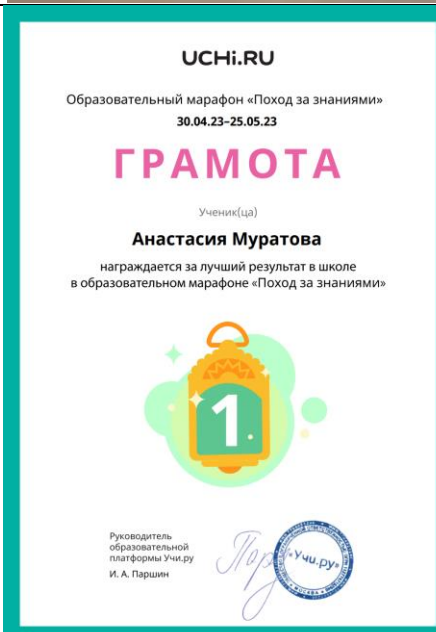 UCHi.RU
Образовательный марафон «Поход за знаниями»
30.04.23–25.05.23
ГРАМОТА
Ученик(ца)
Анастасия Муратова
награждается за лучший результат в школе
в образовательном марафоне «Поход за знаниями»
1
Руководитель
образовательной
платформы Учи.ру
И. А. Паршин
«Учи.ру»
МОСКВА